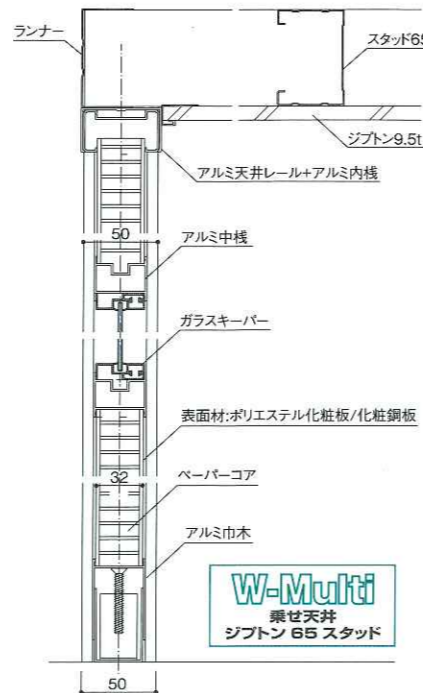 ランナー
スタッド65
ジプトン9.5t
アルミ天井レール+アルミ内桟
50
アルミ中桟
ガラスキーパー
表面材;ポリエステル化粧板/化粧鋼板
32
ペーパーコア
アルミ巾木
W-Multi
乗せ天井
ジプトン 65 スタッド
50